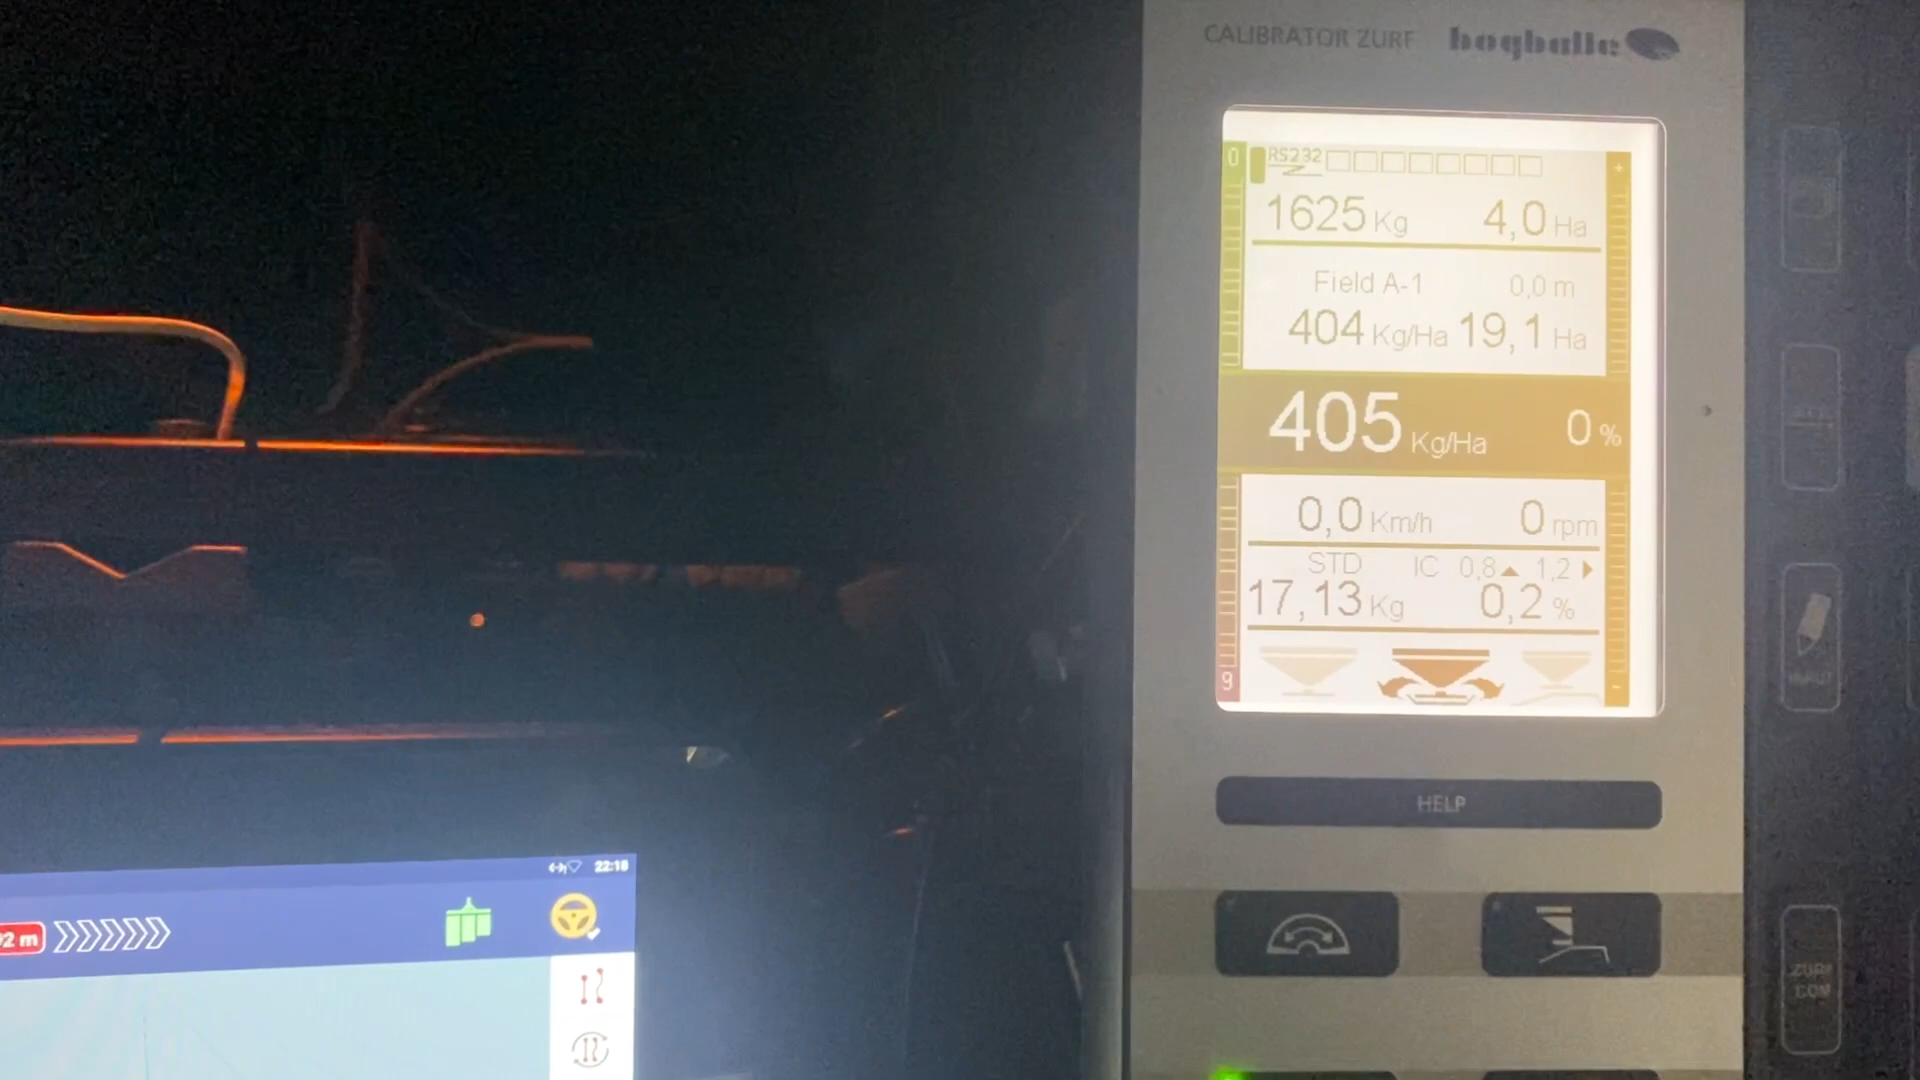 CALIBRATOR ZURF bogballe
0 RS232 +
1625 Kg 4,0 Ha
Field A-1 0,0 m
404 Kg/Ha 19,1 Ha
405 Kg/Ha 0 %
0,0 Km/h 0 rpm
STD IC 0,8 1,2
17,13 Kg 0,2 %
9 -
HELP
22:18
2 m